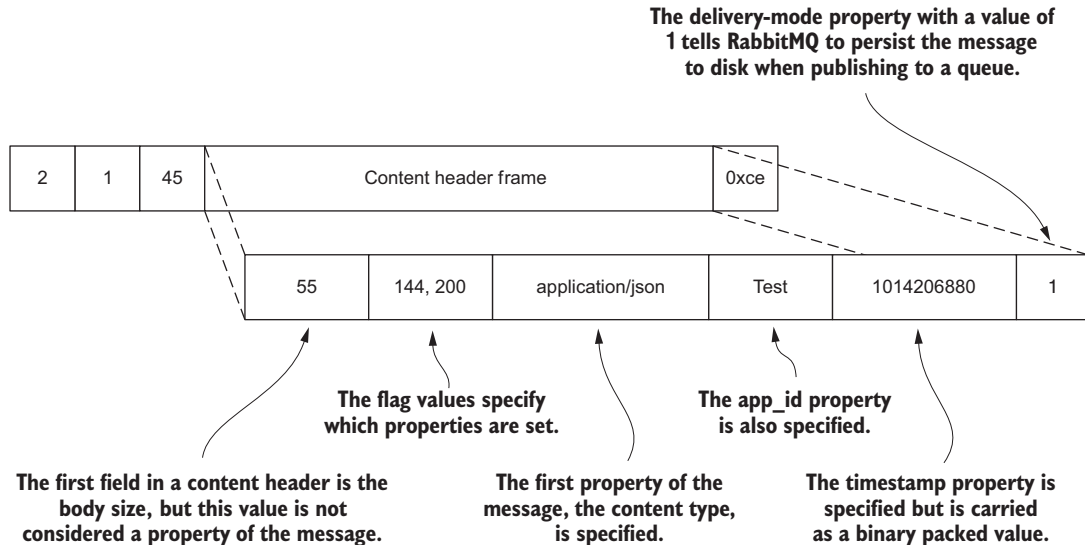 The delivery-mode property with a value of
1 tells RabbitMQ to persist the message
to disk when publishing to a queue.
2 1 45 Content header frame 0xce
55 144, 200 application/json Test 1014206880 1
The flag values specify
which properties are set.
The app_id property
is also specified.
The first field in a content header is the
body size, but this value is not
considered a property of the message.
The first property of the
message, the content type,
is specified.
The timestamp property is
specified but is carried
as a binary packed value.